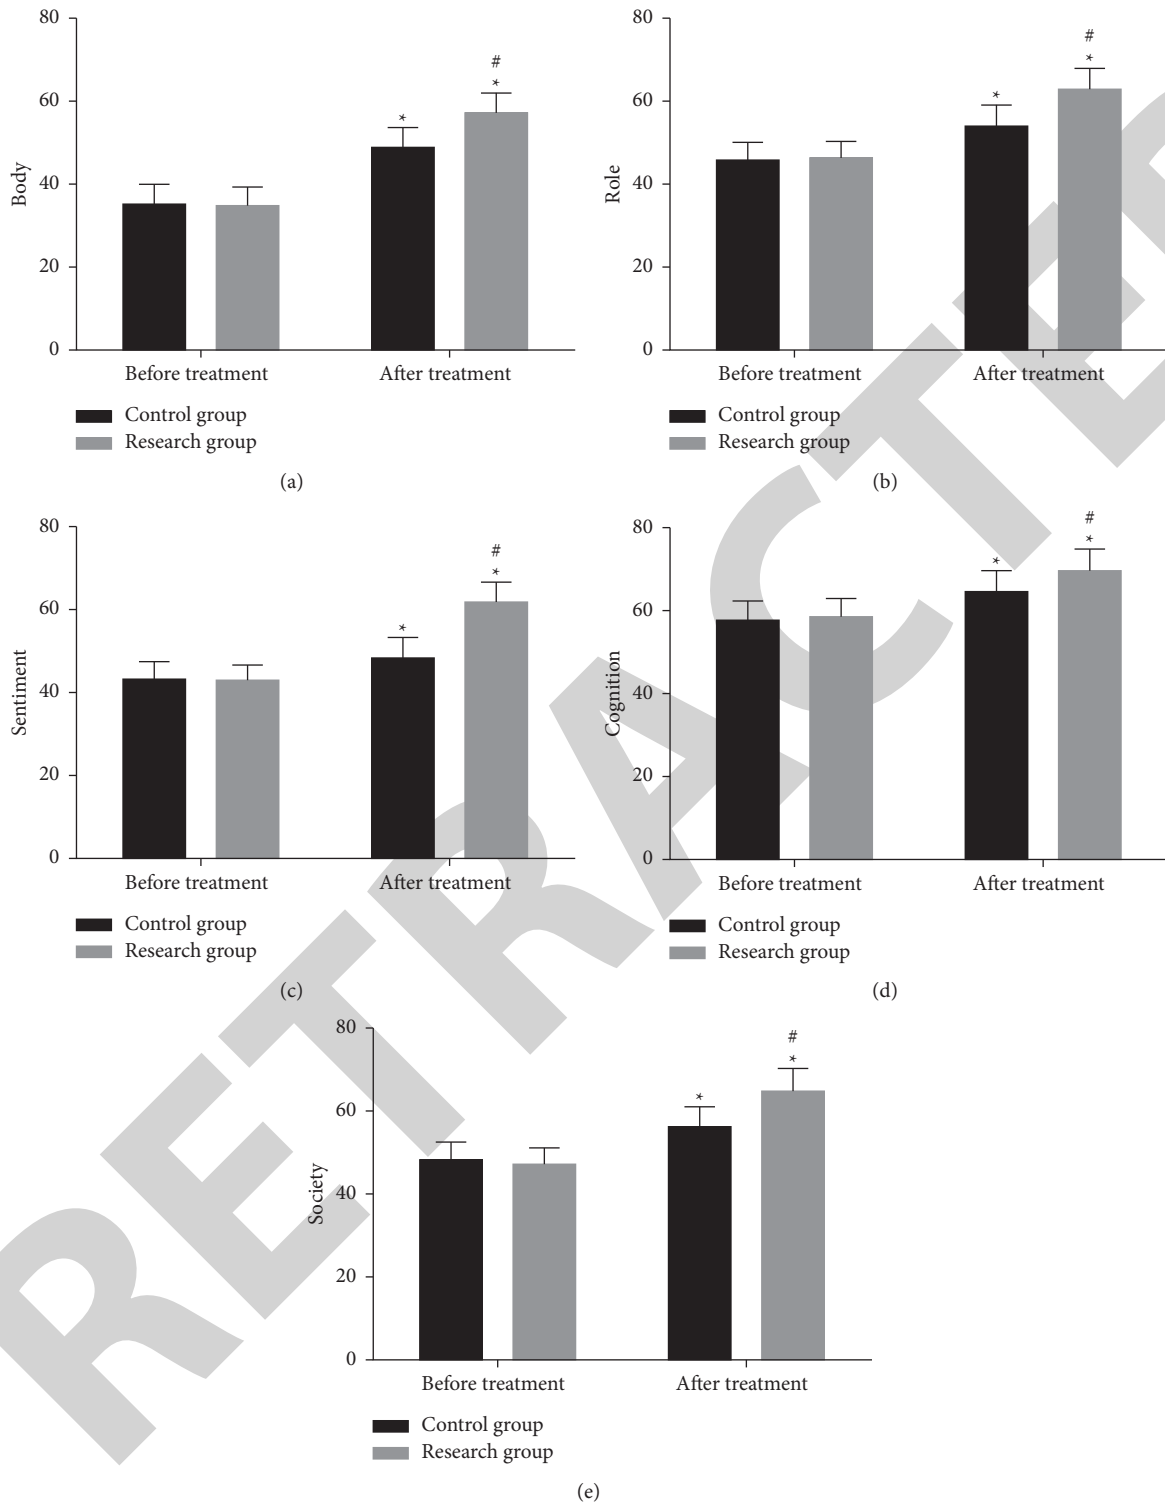 80
60
40
20
0
Body
*
#
*
Before treatment After treatment
Control group
Research group
(a)
80
60
40
20
0
Role
*
#
*
Before treatment After treatment
Control group
Research group
(b)
80
60
40
20
0
Sentiment
*
#
*
Before treatment After treatment
Control group
Research group
(c)
80
60
40
20
0
Cognition
*
#
*
Before treatment After treatment
Control group
Research group
(d)
80
60
40
20
0
Society
*
#
*
Before treatment After treatment
Control group
Research group
(e)
RETRACTE